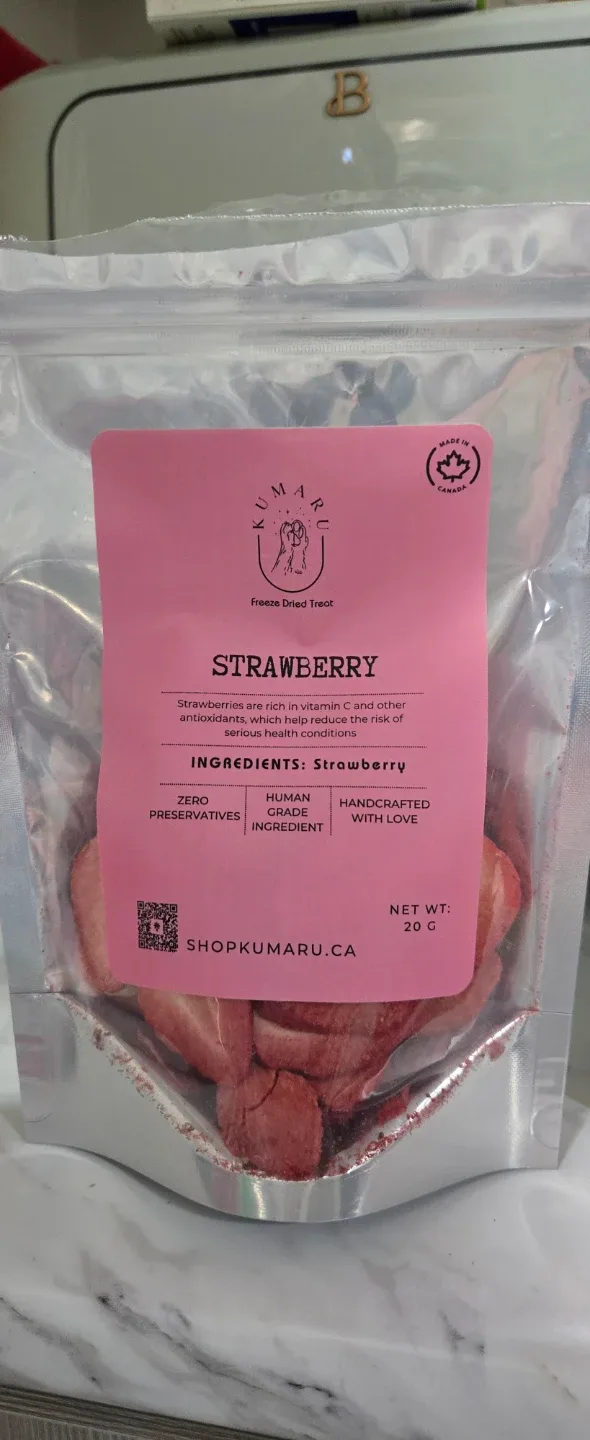 B
MADE IN
CANADA
KUMARU
Freeze Dried Treat
STRAWBERRY
Strawberries are rich in vitamin C and other
antioxidants, which help reduce the risk of
serious health conditions
INGREDIENTS: Strawberry
ZERO
PRESERVATIVES
HUMAN
GRADE
INGREDIENT
HANDCRAFTED
WITH LOVE
NET WT:
20 G
SHOPKUMARU.CA